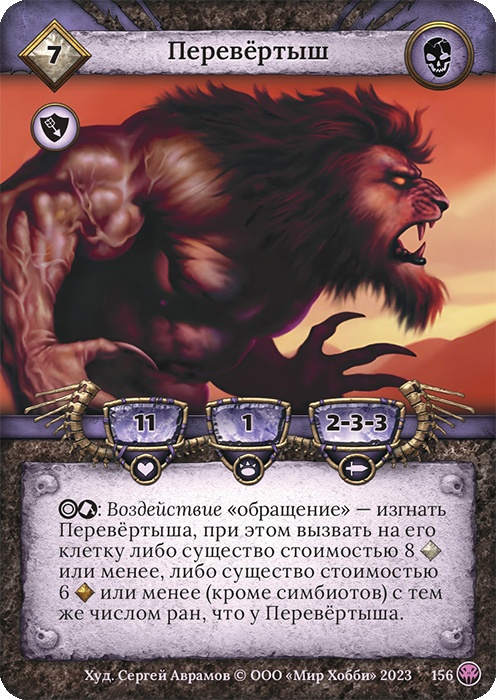 7
Перевёртыш
11
1
2-3-3
: Воздействие «обращение» — изгнать
Перевёртыша, при этом вызвать на его
клетку либо существо стоимостью 8
или менее, либо существо стоимостью
6 или менее (кроме симбиотов) с тем
же числом ран, что у Перевёртыша.
Худ. Сергей Аврамов © ООО «Мир Хобби» 2023 156